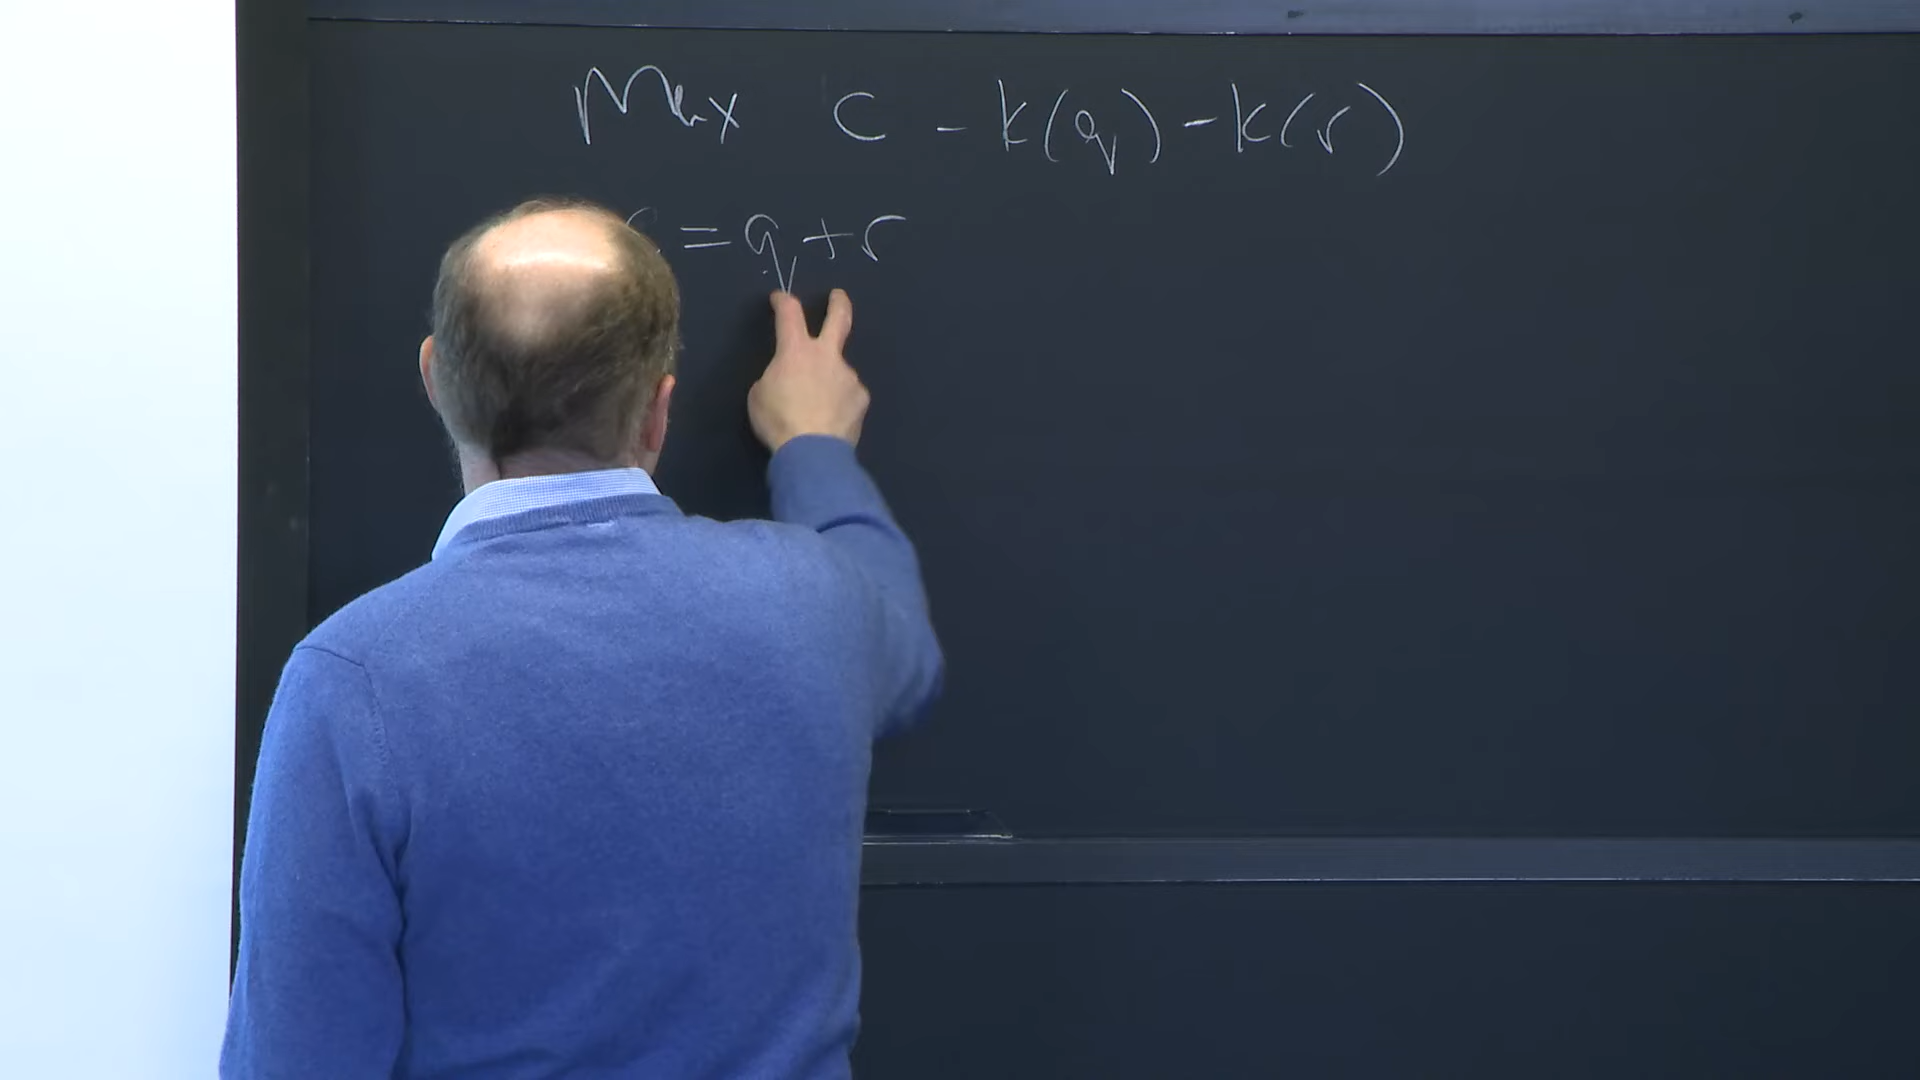 Max c - k(q) - k(r)
c = q + r